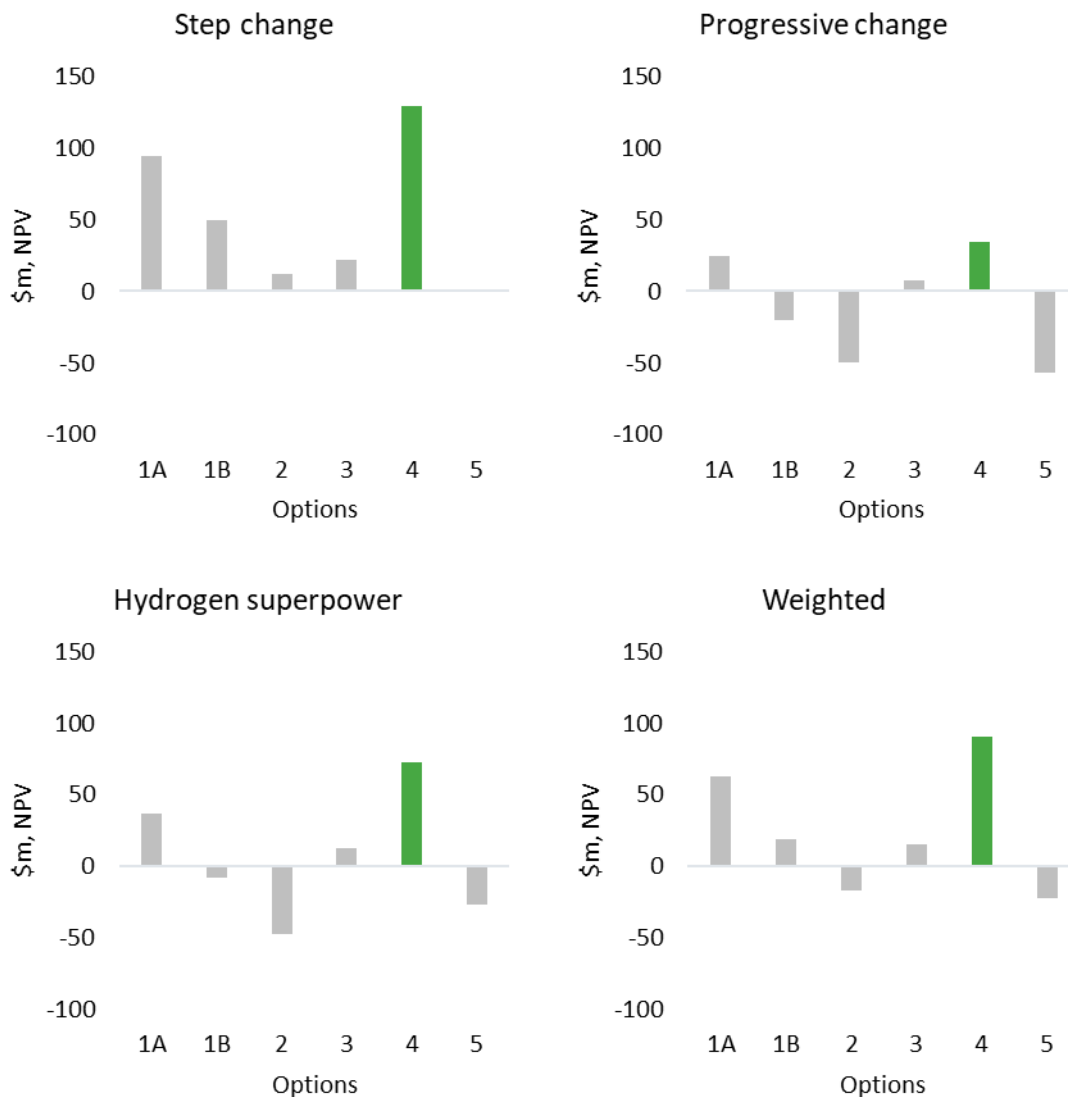 Step change
150
100
50
0
-50
-100
$m, NPV
1A 1B 2 3 4 5
Options
Progressive change
150
100
50
0
-50
-100
$m, NPV
1A 1B 2 3 4 5
Options
Hydrogen superpower
150
100
50
0
-50
-100
$m, NPV
1A 1B 2 3 4 5
Options
Weighted
150
100
50
0
-50
-100
$m, NPV
1A 1B 2 3 4 5
Options